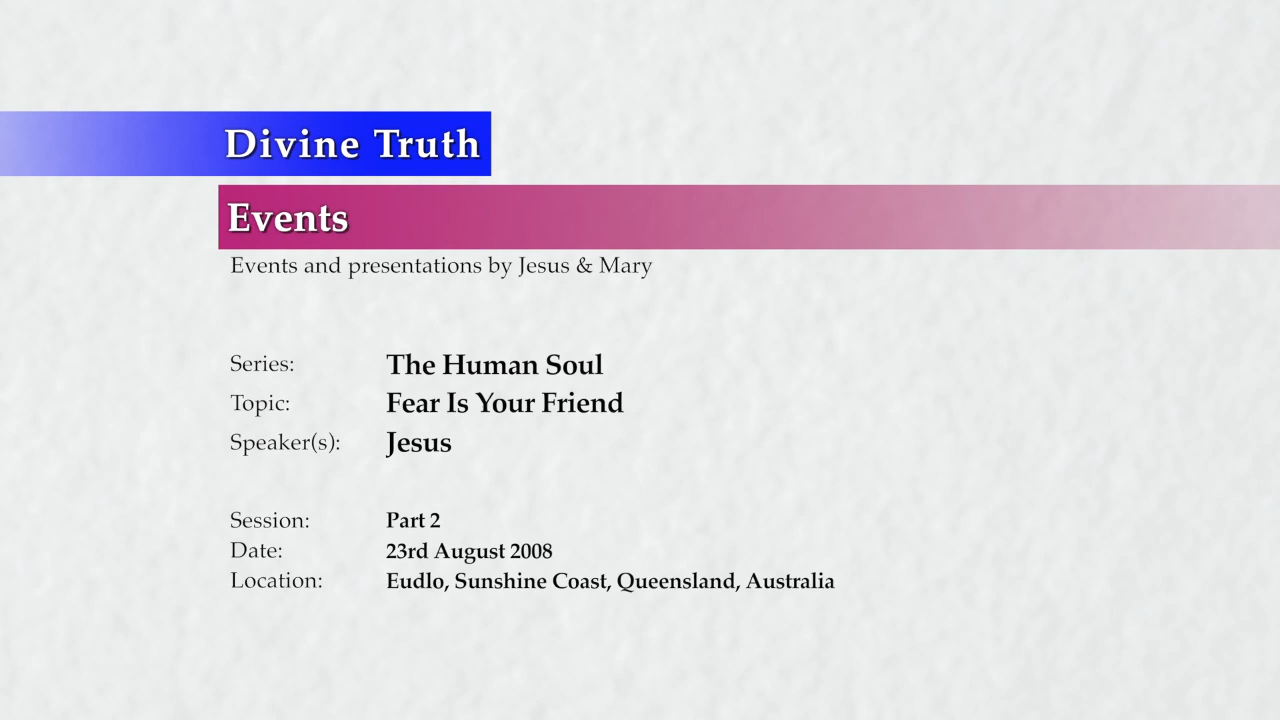 Divine Truth
Events
Events and presentations by Jesus & Mary
Series: The Human Soul
Topic: Fear Is Your Friend
Speaker(s): Jesus
Session: Part 2
Date: 23rd August 2008
Location: Eudlo, Sunshine Coast, Queensland, Australia